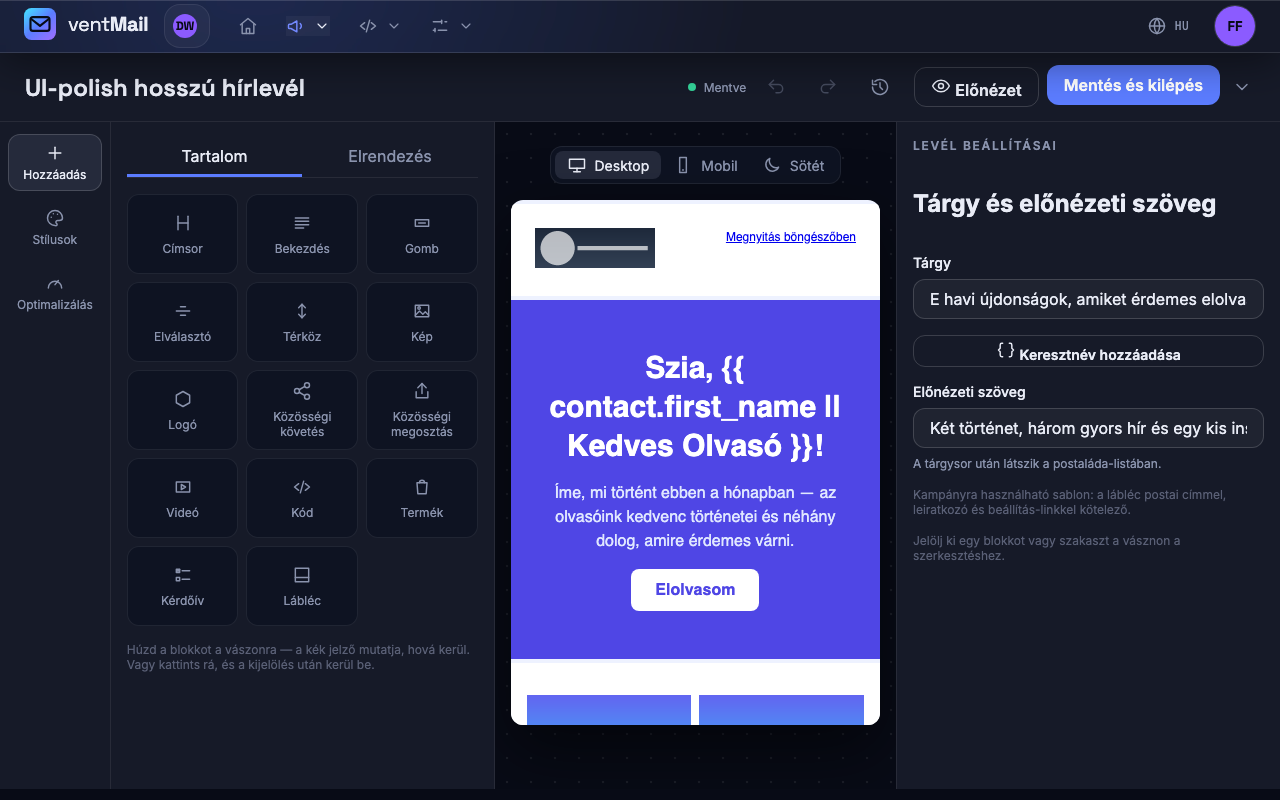 ventMail
DW
HU
FF
UI-polish hosszú hírlevél
Mentve
Előnézet
Mentés és kilépés
Hozzáadás
Stílusok
Optimalizálás
Tartalom
Elrendezés
Címsor
Bekezdés
Gomb
Elválasztó
Térköz
Kép
Logó
Közösségi
követés
Közösségi
megosztás
Videó
Kód
Termék
Kérdőív
Lábléc
Húzd a blokkot a vászonra — a kék jelző mutatja, hová kerül.
Vagy kattints rá, és a kijelölés után kerül be.
Desktop
Mobil
Sötét
Megnyitás böngészőben
Szia, {{
contact.first_name ||
Kedves Olvasó }}!
Íme, mi történt ebben a hónapban — az
olvasóink kedvenc történetei és néhány
dolog, amire érdemes várni.
Elolvasom
LEVÉL BEÁLLÍTÁSAI
Tárgy és előnézeti szöveg
Tárgy
E havi újdonságok, amiket érdemes elolva
{ } Keresztnév hozzáadása
Előnézeti szöveg
Két történet, három gyors hír és egy kis ins
A tárgysor után látszik a postaláda-listában.
Kampányra használható sablon: a lábléc postai címmel,
leiratkozó és beállítás-linkkel kötelező.
Jelölj ki egy blokkot vagy szakaszt a vásznon a
szerkesztéshez.